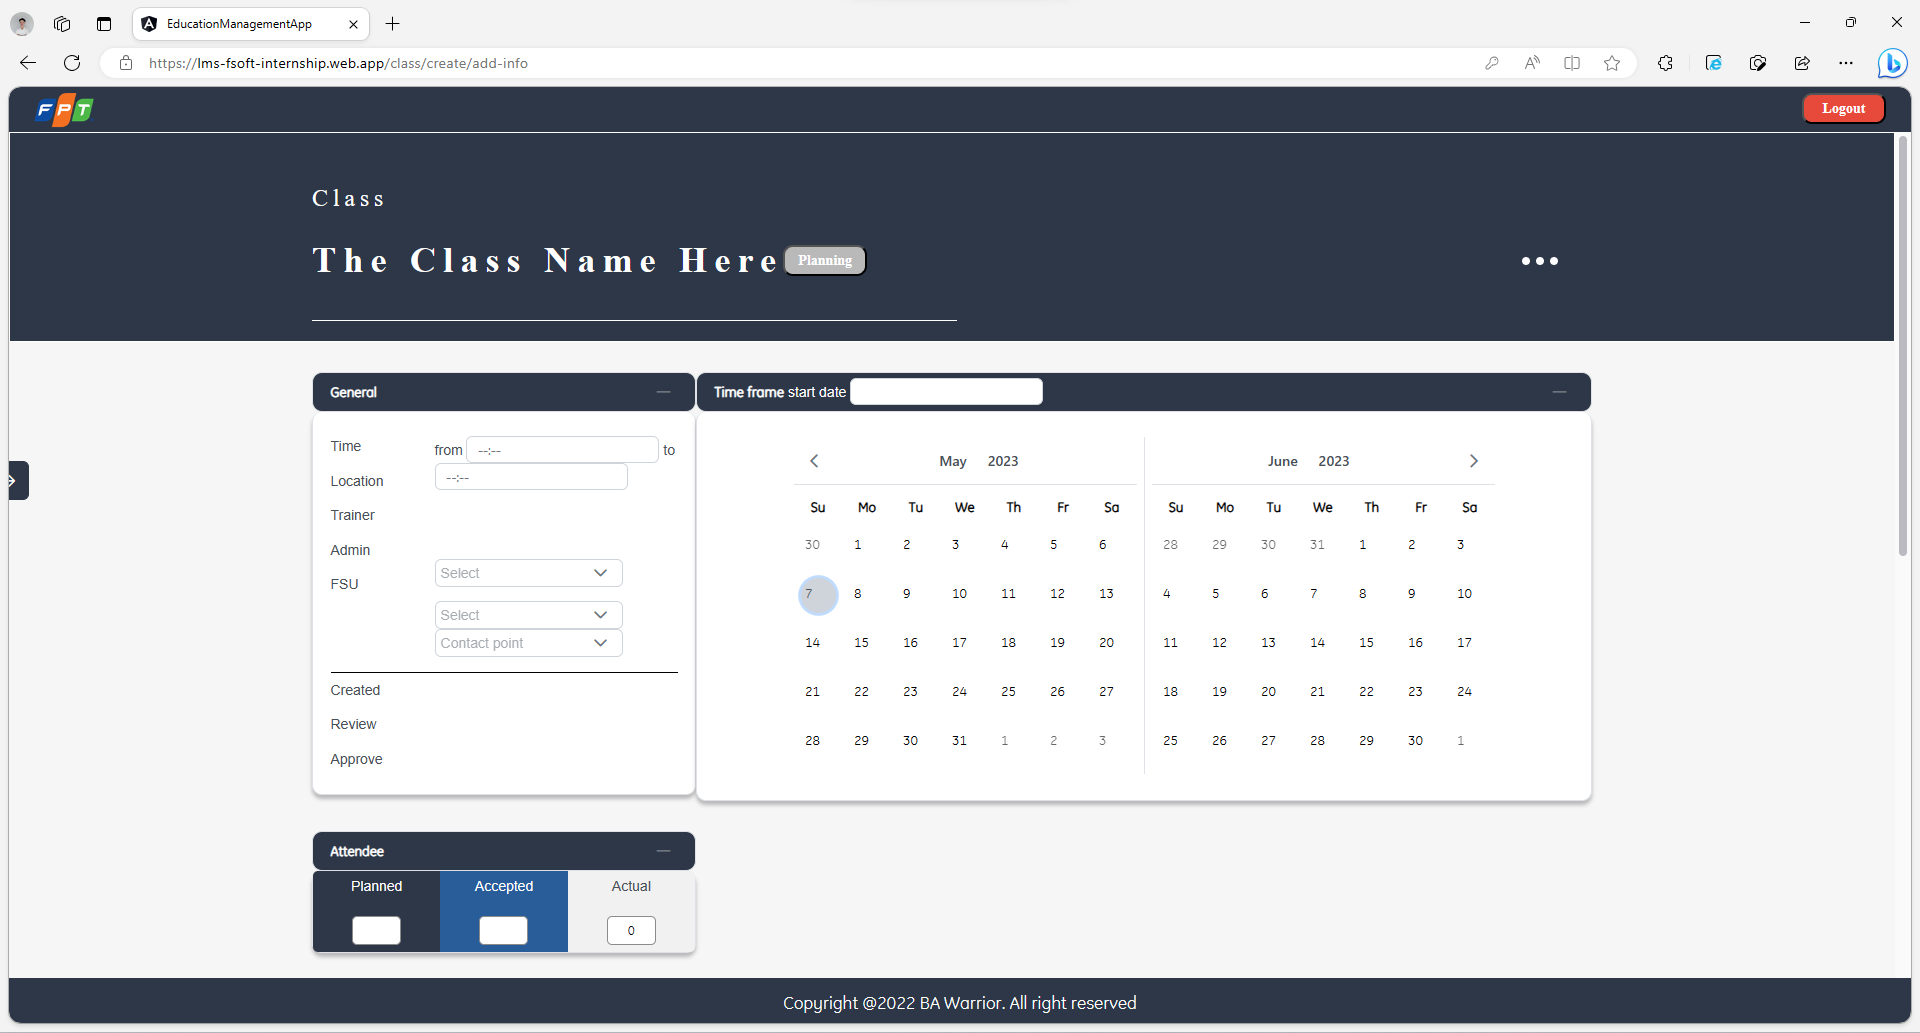 EducationManagementApp
https://lms-fsoft-internship.web.app/class/create/add-info
FPT
Logout
Class
The Class Name Here
Planning
General
Time from --:-- to
--:--
Location
Trainer
Admin
Select
FSU
Select
Contact point
Created
Review
Approve
Time frame start date
May 2023
Su Mo Tu We Th Fr Sa
30 1 2 3 4 5 6
7 8 9 10 11 12 13
14 15 16 17 18 19 20
21 22 23 24 25 26 27
28 29 30 31 1 2 3
June 2023
Su Mo Tu We Th Fr Sa
28 29 30 31 1 2 3
4 5 6 7 8 9 10
11 12 13 14 15 16 17
18 19 20 21 22 23 24
25 26 27 28 29 30 1
Attendee
Planned Accepted Actual
0
Copyright @2022 BA Warrior. All right reserved